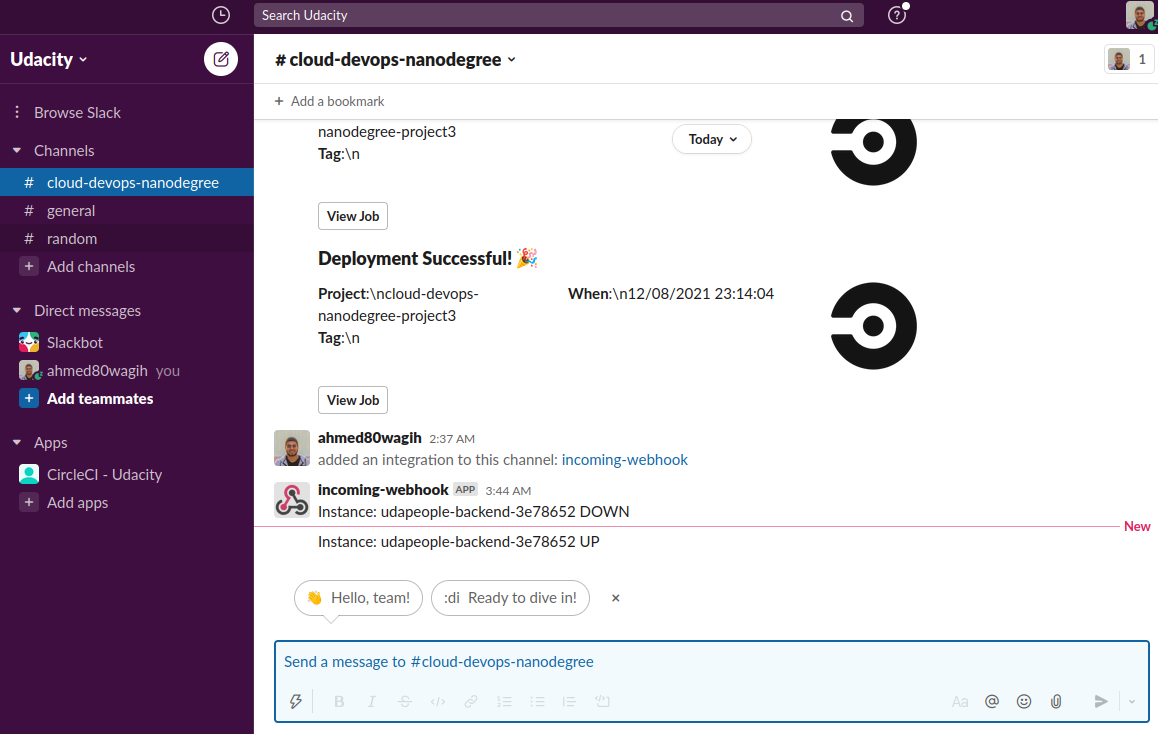 Search Udacity
Udacity
# cloud-devops-nanodegree
1
Browse Slack
Channels
# cloud-devops-nanodegree
# general
# random
+ Add channels
Direct messages
Slackbot
ahmed80wagih you
+ Add teammates
Apps
CircleCI - Udacity
+ Add apps
+ Add a bookmark
nanodegree-project3
Today
Tag:\n
View Job
Deployment Successful! 🎉
Project:\ncloud-devops-
When:\n12/08/2021 23:14:04
nanodegree-project3
Tag:\n
View Job
ahmed80wagih 2:37 AM
added an integration to this channel: incoming-webhook
incoming-webhook APP 3:44 AM
Instance: udapeople-backend-3e78652 DOWN
New
Instance: udapeople-backend-3e78652 UP
👋 Hello, team!
:di Ready to dive in!
Send a message to #cloud-devops-nanodegree
B I S </> Aa @